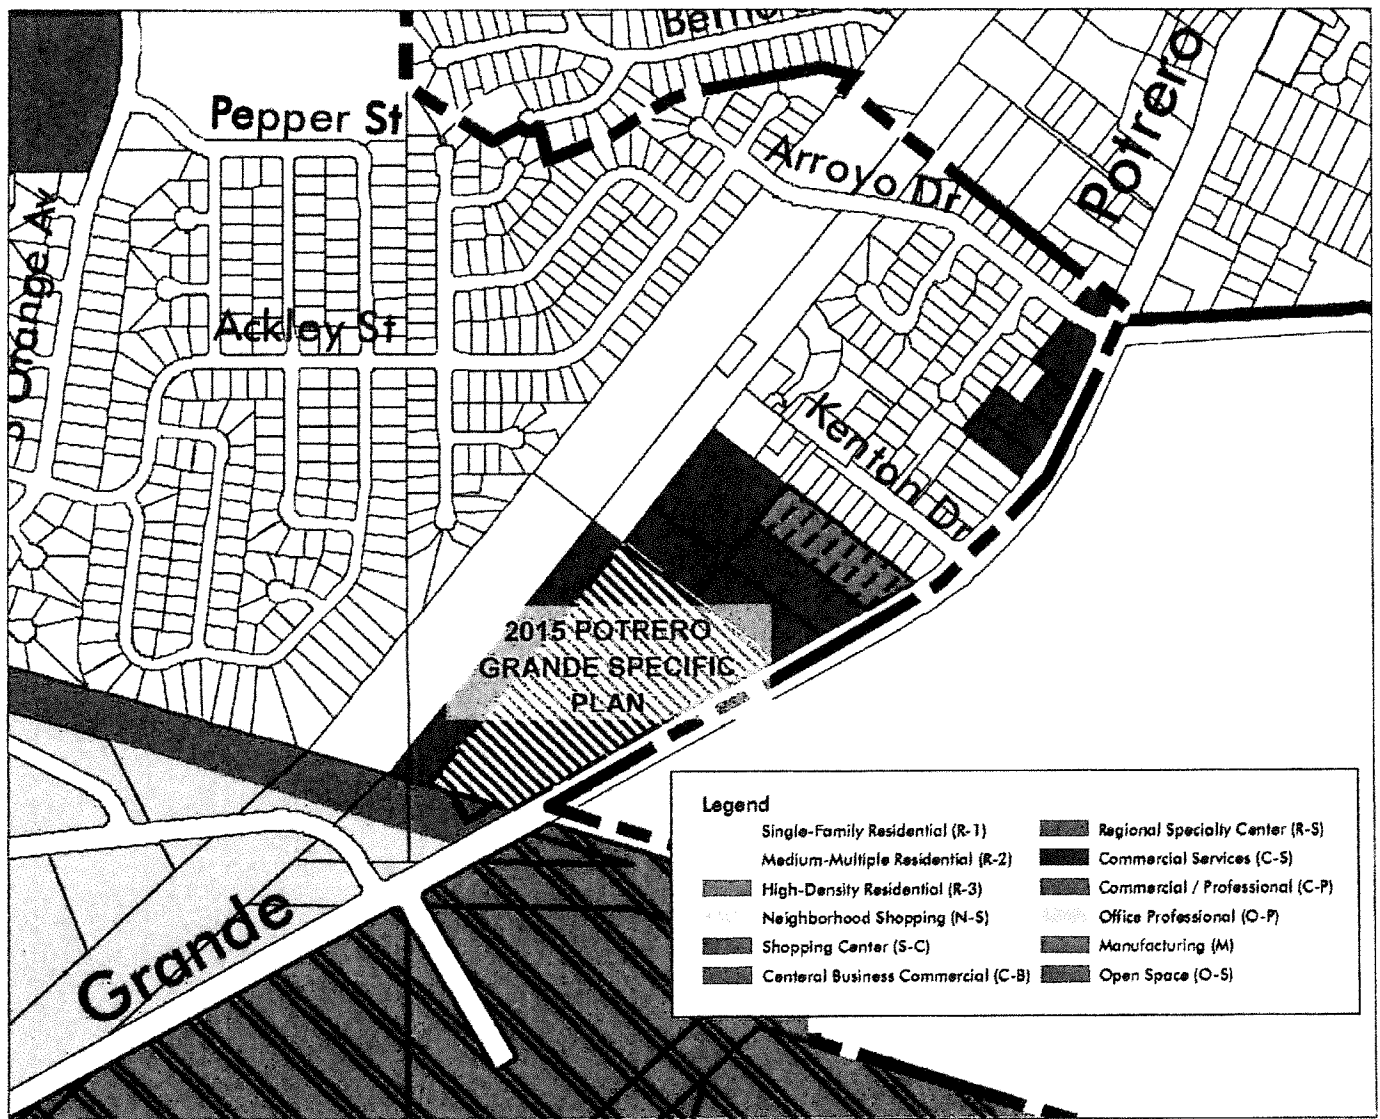 Pepper St
Arroyo Dr
Potrero
Orange Av
Ackley St
Kenton Dr
2015 POTRERO
GRANDE SPECIFIC
PLAN
Grande
Legend
Single-Family Residential (R-1)
Medium-Multiple Residential (R-2)
High-Density Residential (R-3)
Neighborhood Shopping (N-S)
Shopping Center (S-C)
Centeral Business Commercial (C-B)
Regional Specialty Center (R-S)
Commercial Services (C-S)
Commercial / Professional (C-P)
Office Professional (O-P)
Manufacturing (M)
Open Space (O-S)